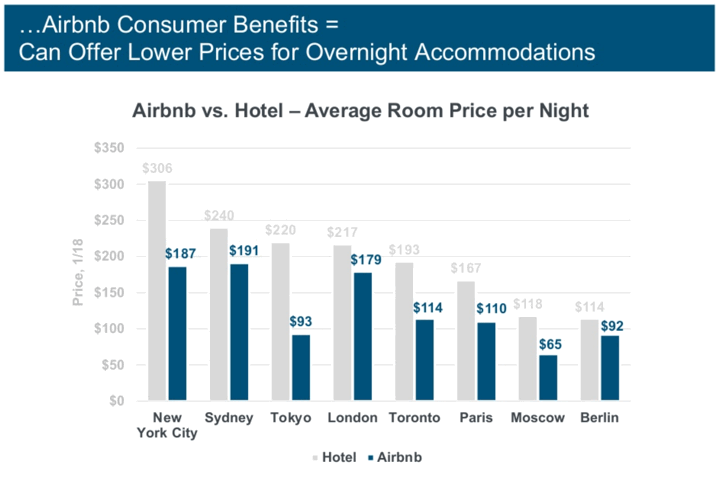 …Airbnb Consumer Benefits =
Can Offer Lower Prices for Overnight Accommodations
Airbnb vs. Hotel – Average Room Price per Night
Price, 1/18
$350
$300
$250
$200
$150
$100
$50
$0
$306
$187
$240
$191
$220
$93
$217
$179
$193
$114
$167
$110
$118
$65
$114
$92
New
York City
Sydney
Tokyo
London
Toronto
Paris
Moscow
Berlin
Hotel
Airbnb